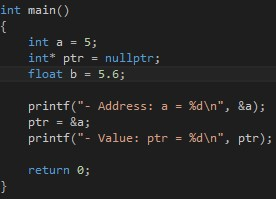 int main()
{
    int a = 5;
    int* ptr = nullptr;
    float b = 5.6;
    printf("- Address: a = %d\n", &a);
    ptr = &a;
    printf("- Value: ptr = %d\n", ptr);
    return 0;
}